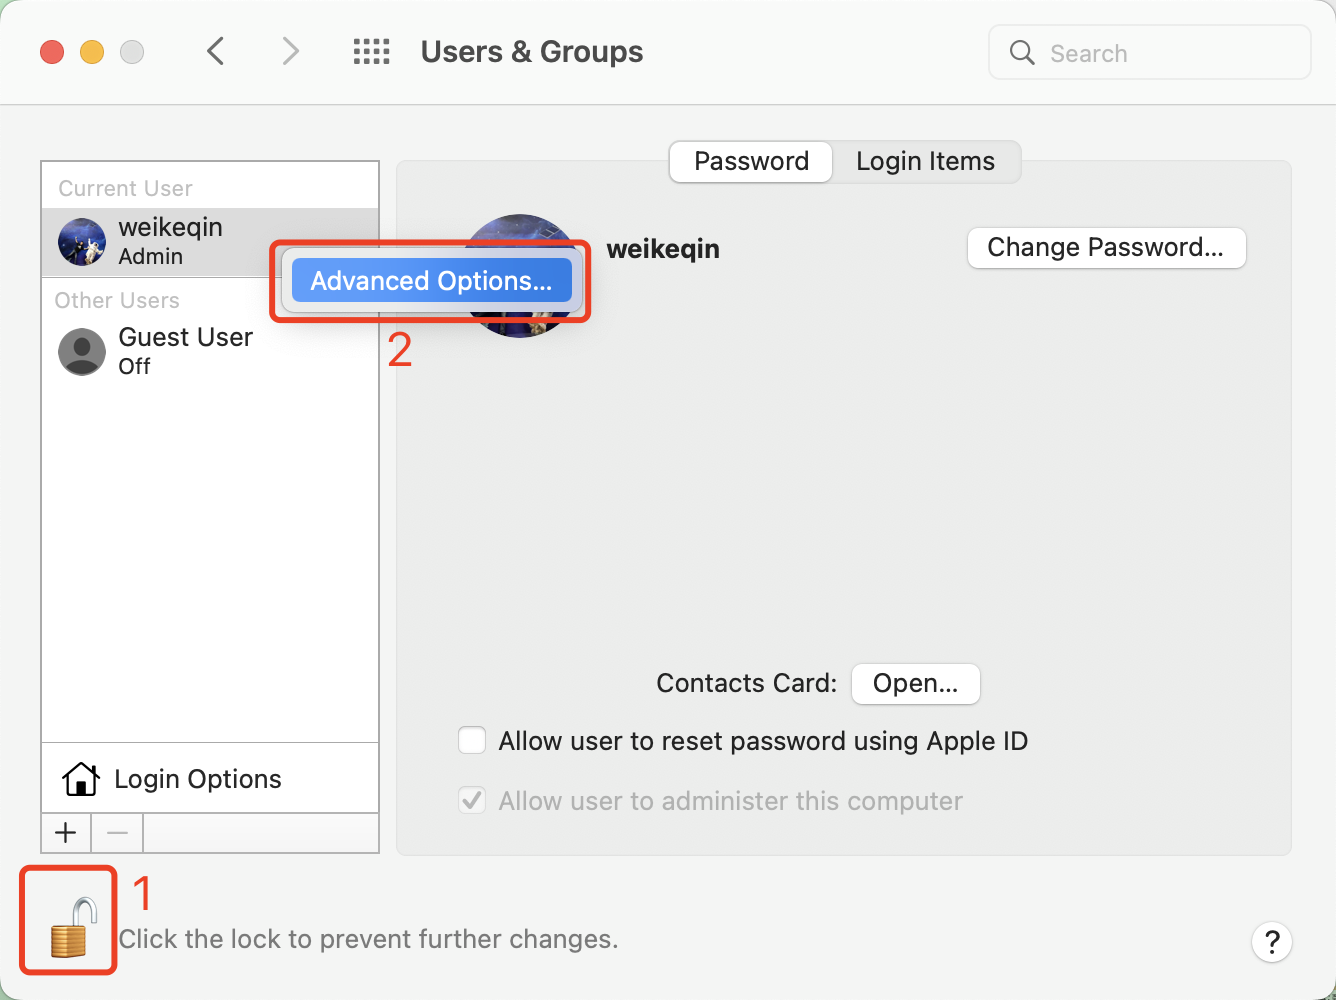 Users & Groups
Search
Password
Login Items
Current User
weikeqin
Admin
Advanced Options...
weikeqin
Change Password...
Other Users
Guest User
Off
2
Contacts Card:
Open...
Allow user to reset password using Apple ID
Allow user to administer this computer
Login Options
1
Click the lock to prevent further changes.
?